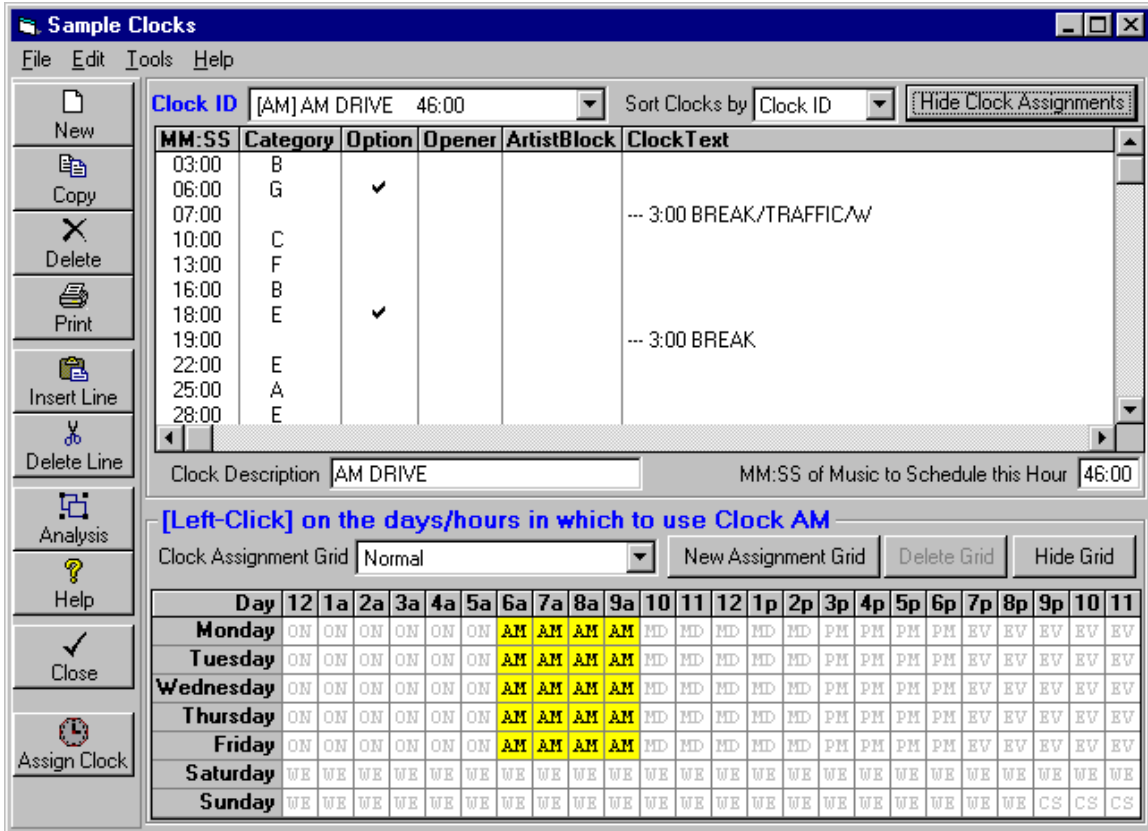 Sample Clocks
File Edit Tools Help
New
Copy
Delete
Print
Insert Line
Delete Line
Analysis
Help
Close
Assign Clock
Clock ID [AM] AM DRIVE 46:00 Sort Clocks by Clock ID Hide Clock Assignments
MM:SS Category Option Opener ArtistBlock ClockText
03:00 B
06:00 G ✔
07:00 --- 3:00 BREAK/TRAFFIC/W
10:00 C
13:00 F
16:00 B
18:00 E ✔
19:00 --- 3:00 BREAK
22:00 E
25:00 A
28:00 E
Clock Description AM DRIVE MM:SS of Music to Schedule this Hour 46:00
[Left-Click] on the days/hours in which to use Clock AM
Clock Assignment Grid Normal New Assignment Grid Delete Grid Hide Grid
Day 12 1a 2a 3a 4a 5a 6a 7a 8a 9a 10 11 12 1p 2p 3p 4p 5p 6p 7p 8p 9p 10 11
Monday ON ON ON ON ON ON AM AM AM AM MD MD MD MD MD PM PM PM PM EV EV EV EV EV
Tuesday ON ON ON ON ON ON AM AM AM AM MD MD MD MD MD PM PM PM PM EV EV EV EV EV
Wednesday ON ON ON ON ON ON AM AM AM AM MD MD MD MD MD PM PM PM PM EV EV EV EV EV
Thursday ON ON ON ON ON ON AM AM AM AM MD MD MD MD MD PM PM PM PM EV EV EV EV EV
Friday ON ON ON ON ON ON AM AM AM AM MD MD MD MD MD PM PM PM PM EV EV EV EV EV
Saturday WE WE WE WE WE WE WE WE WE WE WE WE WE WE WE WE WE WE WE WE WE WE WE WE
Sunday WE WE WE WE WE WE WE WE WE WE WE WE WE WE WE WE WE WE WE WE WE CS CS CS